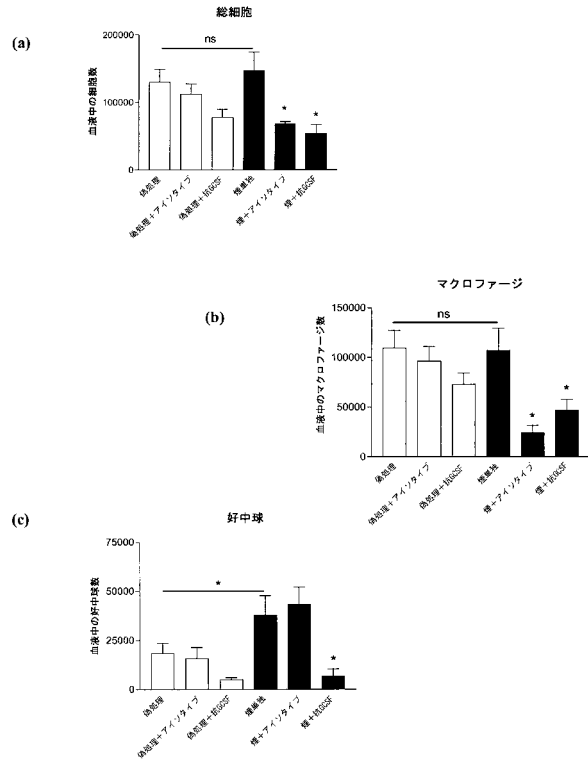 (a)
総細胞
血液中の細胞数
200000
100000
0
ns
*
*
偽処理
偽処理+アイソタイプ
偽処理+抗GCSF
煙単独
煙+アイソタイプ
煙+抗GCSF
(b)
マクロファージ
血液中のマクロファージ数
150000
100000
50000
0
ns
*
*
偽処理
偽処理+アイソタイプ
偽処理+抗GCSF
煙単独
煙+アイソタイプ
煙+抗GCSF
(c)
好中球
血液中の好中球数
75000
50000
25000
0
*
*
偽処理
偽処理+アイソタイプ
偽処理+抗GCSF
煙単独
煙+アイソタイプ
煙+抗GCSF